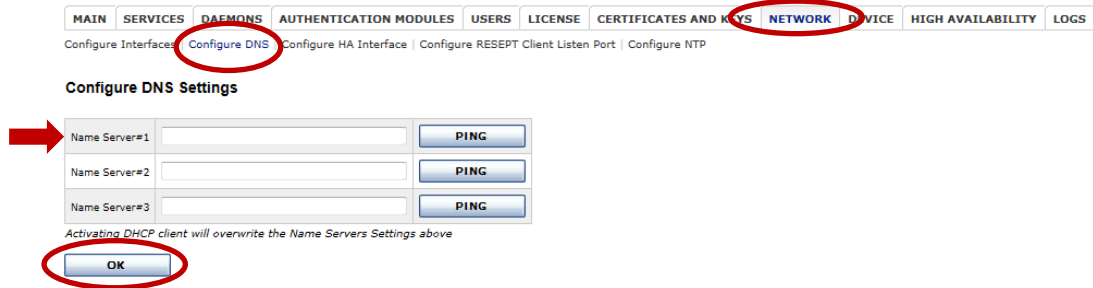 MAIN SERVICES DAEMONS AUTHENTICATION MODULES USERS LICENSE CERTIFICATES AND KEYS NETWORK DEVICE HIGH AVAILABILITY LOGS
Configure Interfaces | Configure DNS | Configure HA Interface | Configure RESEPT Client Listen Port | Configure NTP
Configure DNS Settings
Name Server#1 PING
Name Server#2 PING
Name Server#3 PING
Activating DHCP client will overwrite the Name Servers Settings above
OK